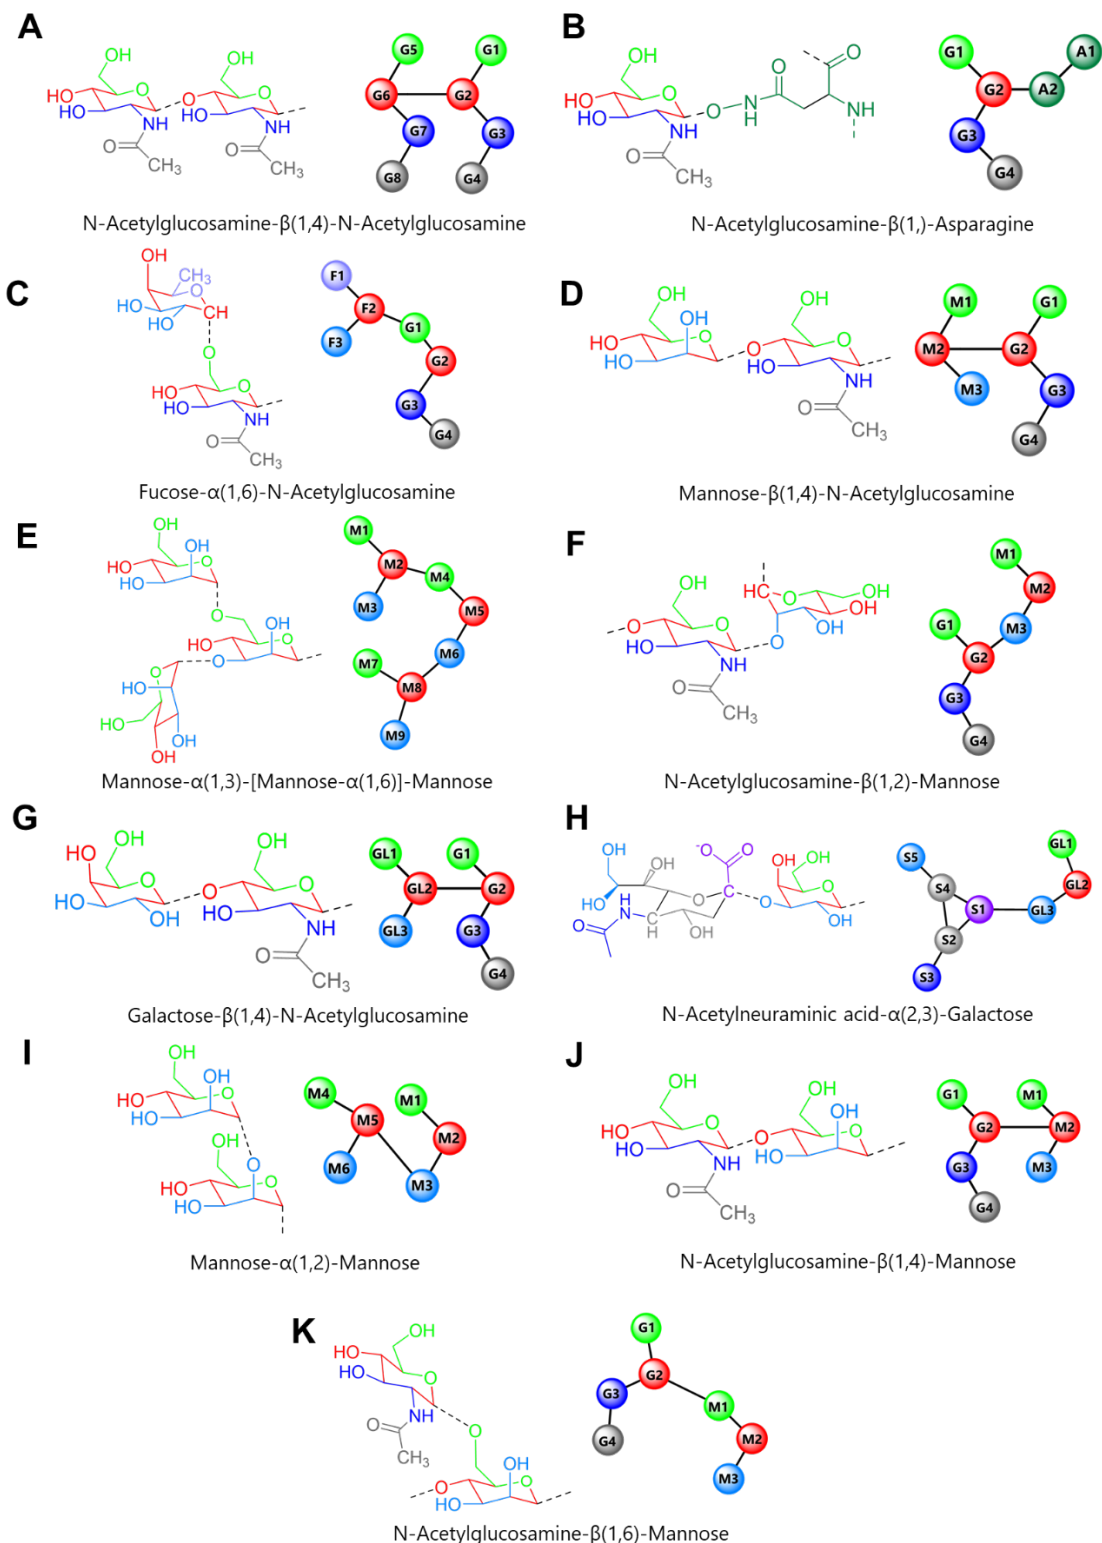 A
OH
OH
HO
HO
O
O
O
HO
O
NH
NH
O
CH3
O
CH3
G5
G1
G6
G2
G7
G3
G8
G4
N-Acetylglucosamine-β(1,4)-N-Acetylglucosamine
B
OH
HO
HO
O
NH
O
CH3
O
N
H
O
O
NH
G1
A1
G2
A2
G3
G4
N-Acetylglucosamine-β(1,)-Asparagine
C
OH
CH3
O
HO
OH
CH
O
HO
HO
O
NH
O
CH3
F1
F2
G1
F3
G2
G3
G4
Fucose-α(1,6)-N-Acetylglucosamine
D
OH
HO
HO
OH
O
OH
O
HO
O
NH
O
CH3
M1
G1
M2
G2
M3
G3
G4
Mannose-β(1,4)-N-Acetylglucosamine
E
OH
OH
HO
HO
O
O
HO
OH
O
O
O
HO
HO
OH
OH
M1
M2
M4
M3
M5
M6
M7
M8
M9
Mannose-α(1,3)-[Mannose-α(1,6)]-Mannose
F
OH
HC
O
OH
OH
OH
O
HO
O
O
NH
O
CH3
M1
M2
G1
M3
G2
G3
G4
N-Acetylglucosamine-β(1,2)-Mannose
G
OH
HO
HO
O
OH
OH
O
HO
O
NH
O
CH3
GL1
G1
GL2
G2
GL3
G3
G4
Galactose-β(1,4)-N-Acetylglucosamine
H
OH
OH
HO
HN
O
C
H
OH
-O
O
O
C
O
OH
OH
O
OH
S5
GL1
S4
GL2
S1
GL3
S2
S3
N-Acetylneuraminic acid-α(2,3)-Galactose
I
OH
OH
HO
HO
O
OH
O
HO
HO
O
M4
M1
M5
M2
M6
M3
Mannose-α(1,2)-Mannose
J
OH
HO
HO
O
NH
O
CH3
OH
O
HO
OH
O
G1
M1
G2
M2
G3
M3
G4
N-Acetylglucosamine-β(1,4)-Mannose
K
OH
HO
HO
O
NH
O
CH3
O
OH
O
HO
O
G1
G2
G3
M1
G4
M2
M3
N-Acetylglucosamine-β(1,6)-Mannose